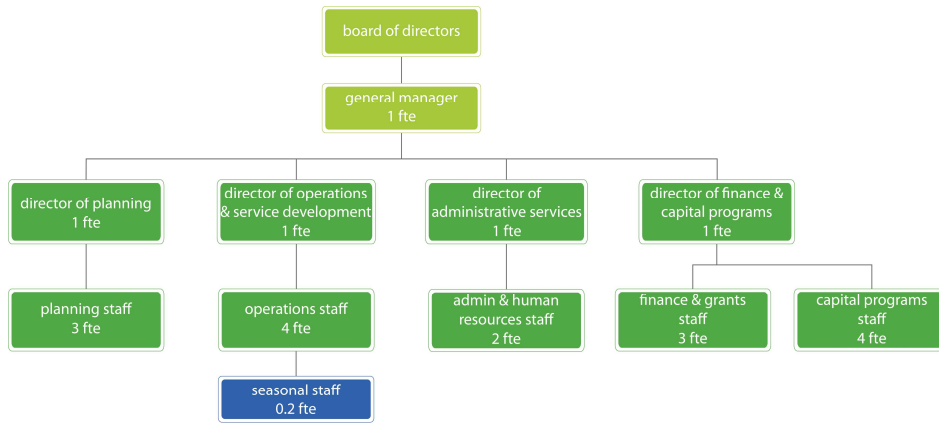 board of directors
general manager
1 fte
director of planning
1 fte
director of operations
& service development
1 fte
director of
administrative services
1 fte
director of finance &
capital programs
1 fte
planning staff
3 fte
operations staff
4 fte
admin & human
resources staff
2 fte
finance & grants
staff
3 fte
capital programs
staff
4 fte
seasonal staff
0.2 fte